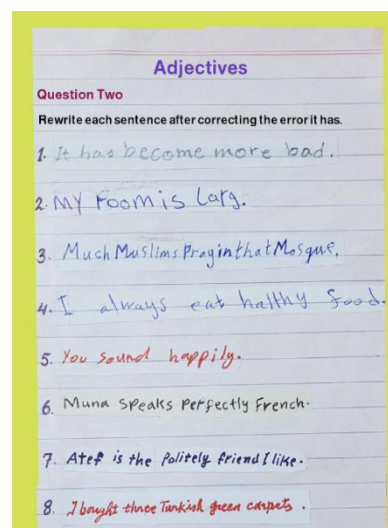 Adjectives
Question Two
Rewrite each sentence after correcting the error it has.
1. It has become more bad.
2. My room is larg.
3. Much Muslims Pray in that Mosque.
4. I always eat halthy food.
5. You sound happily.
6. Muna speaks perfectly French.
7. Atef is the politely friend I like.
8. I bought three Turkish green carpets.